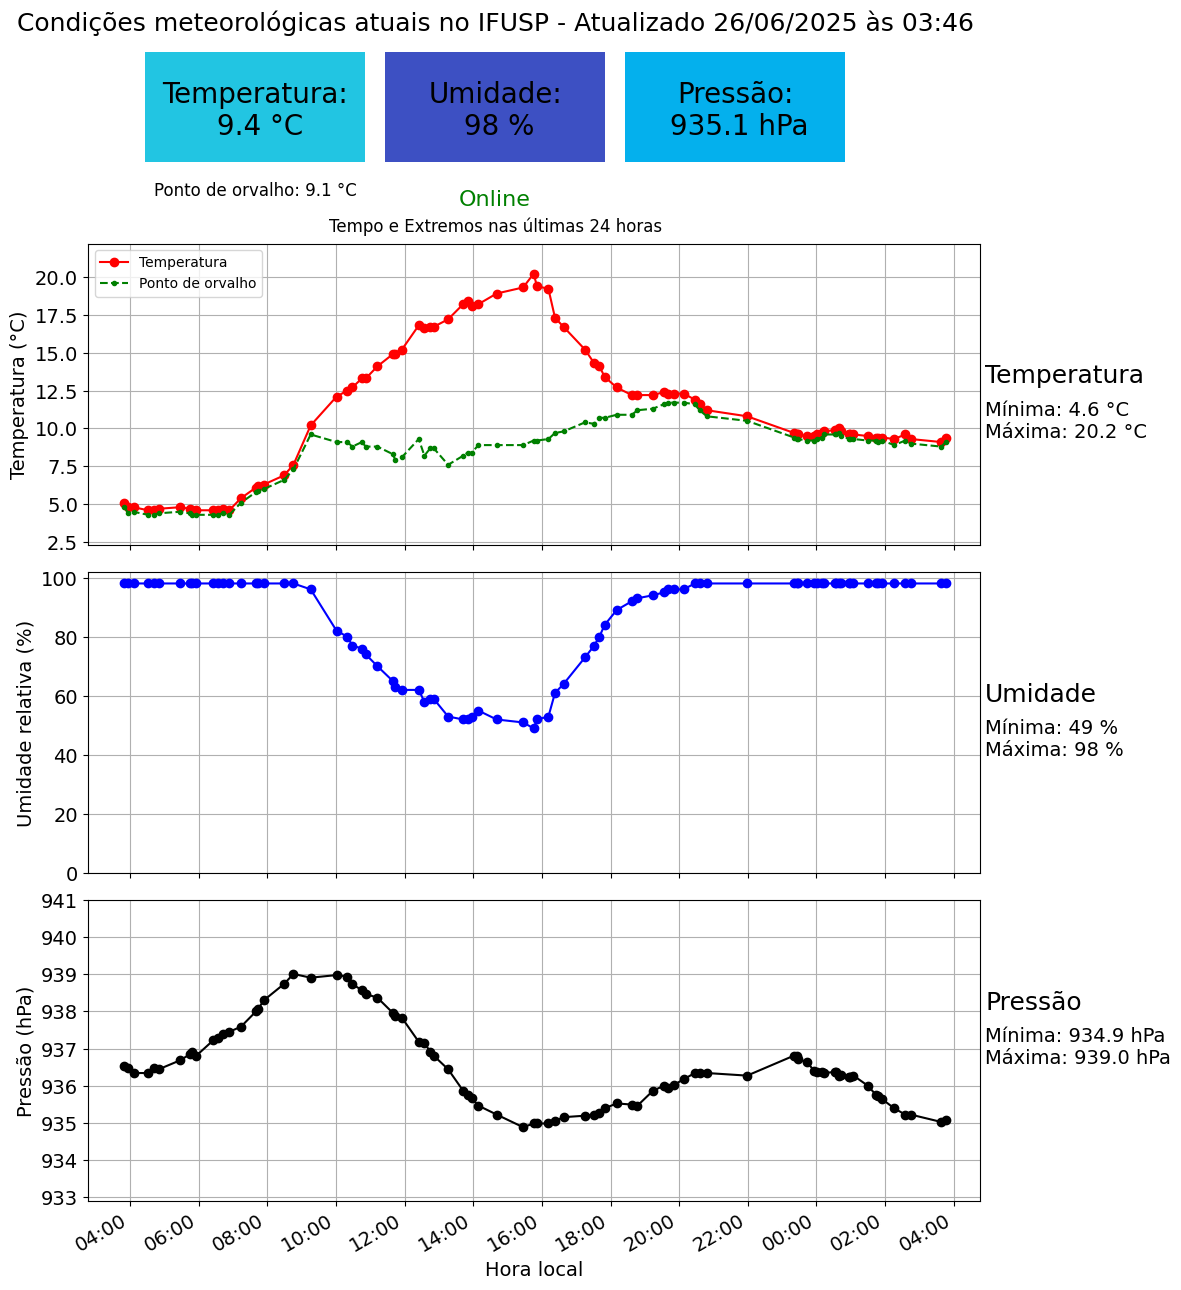 Condições meteorológicas atuais no IFUSP - Atualizado 26/06/2025 às 03:46
Temperatura:
9.4 °C
Umidade:
98 %
Pressão:
935.1 hPa
Ponto de orvalho: 9.1 °C
Online
Tempo e Extremos nas últimas 24 horas
Temperatura
Ponto de orvalho
Temperatura (°C)
20.0
17.5
15.0
12.5
10.0
7.5
5.0
2.5
Temperatura
Mínima: 4.6 °C
Máxima: 20.2 °C
Umidade relativa (%)
100
80
60
40
20
0
Umidade
Mínima: 49 %
Máxima: 98 %
Pressão (hPa)
941
940
939
938
937
936
935
934
933
Pressão
Mínima: 934.9 hPa
Máxima: 939.0 hPa
04:00 06:00 08:00 10:00 12:00 14:00 16:00 18:00 20:00 22:00 00:00 02:00 04:00
Hora local